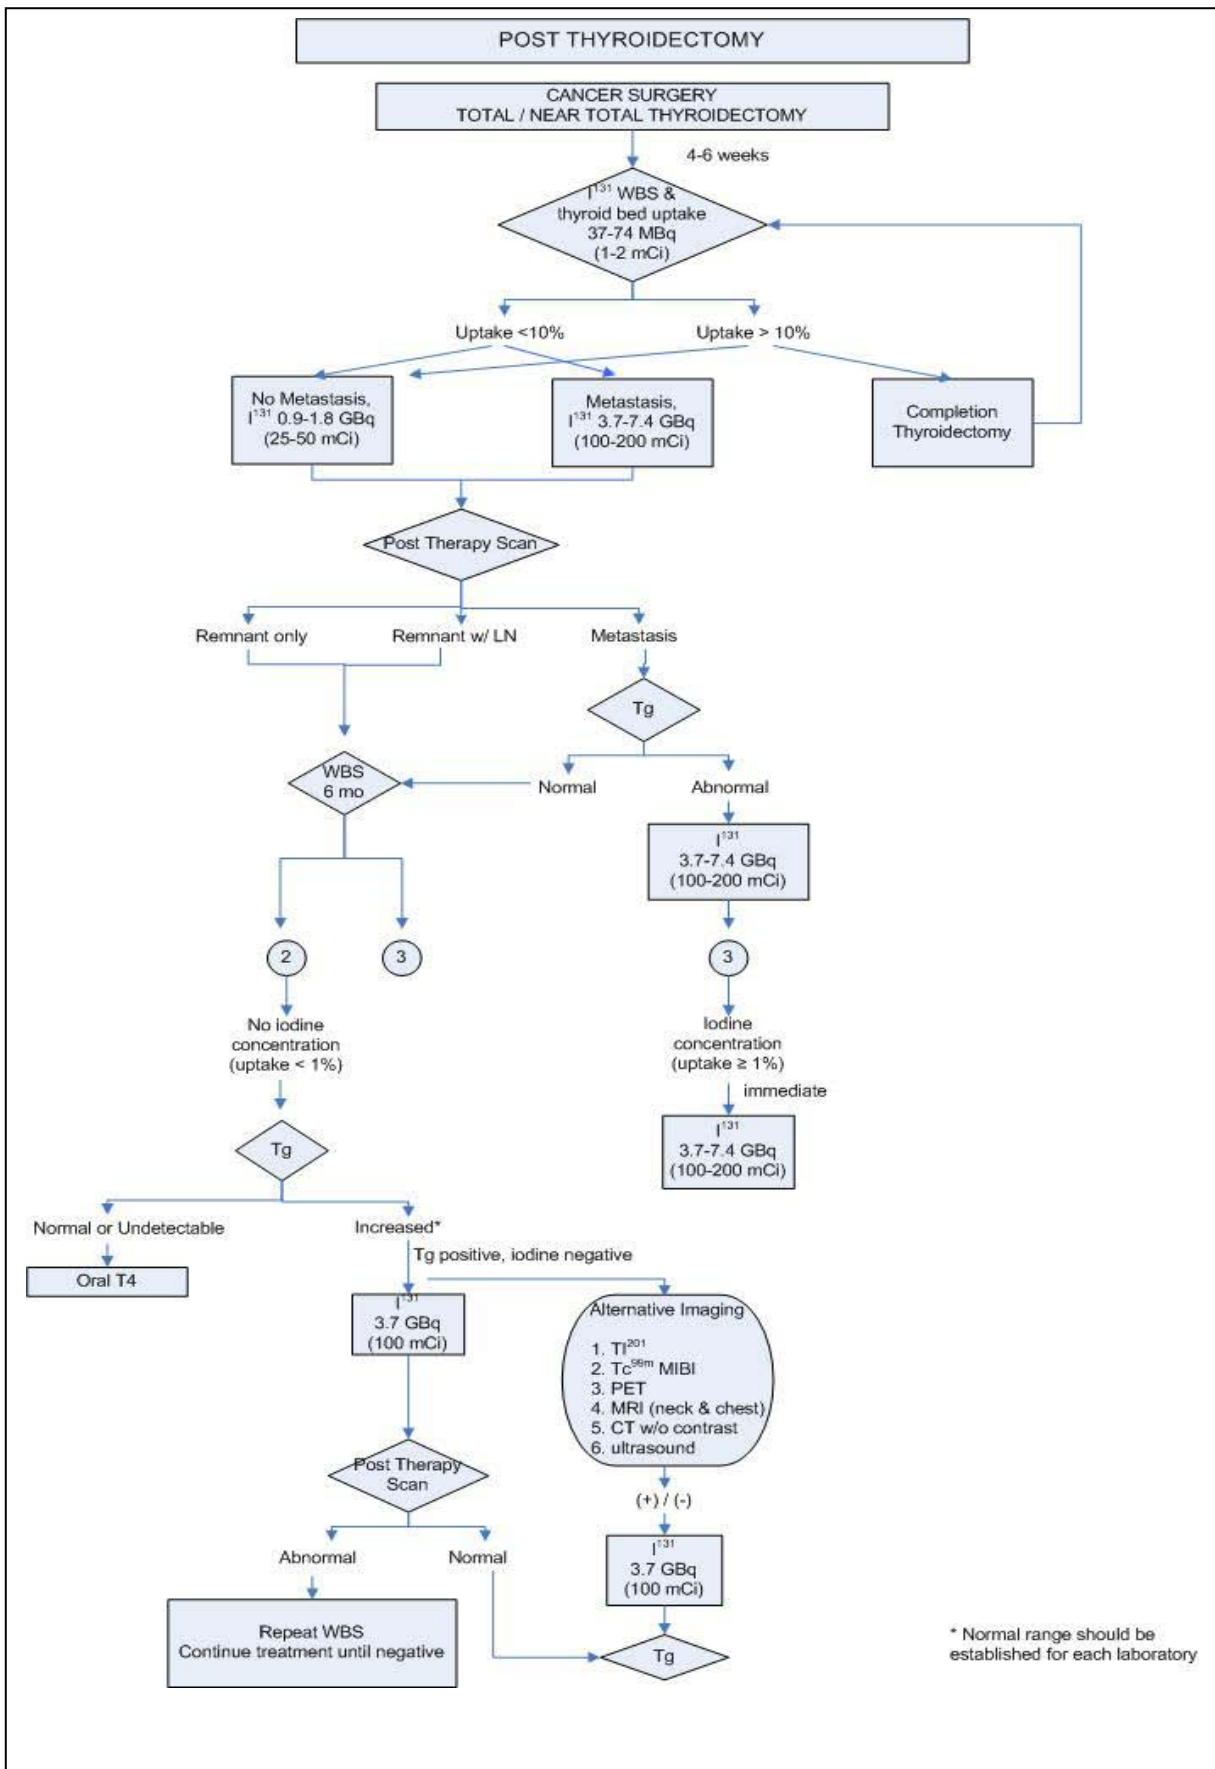 POST THYROIDECTOMY
CANCER SURGERY
TOTAL / NEAR TOTAL THYROIDECTOMY
4-6 weeks
I¹³¹ WBS &
thyroid bed uptake
37-74 MBq
(1-2 mCi)
Uptake <10%
Uptake > 10%
No Metastasis,
I¹³¹ 0.9-1.8 GBq
(25-50 mCi)
Metastasis,
I¹³¹ 3.7-7.4 GBq
(100-200 mCi)
Completion
Thyroidectomy
Post Therapy Scan
Remnant only
Remnant w/ LN
Metastasis
Tg
WBS
6 mo
Normal
Abnormal
I¹³¹
3.7-7.4 GBq
(100-200 mCi)
2
3
3
No iodine
concentration
(uptake < 1%)
Iodine
concentration
(uptake ≥ 1%)
immediate
I¹³¹
3.7-7.4 GBq
(100-200 mCi)
Tg
Normal or Undetectable
Increased*
Oral T4
Tg positive, iodine negative
I¹³¹
3.7 GBq
(100 mCi)
Alternative Imaging
1. Tl²⁰¹
2. Tc⁹⁹ᵐ MIBI
3. PET
4. MRI (neck & chest)
5. CT w/o contrast
6. ultrasound
Post Therapy
Scan
(+) / (-)
Abnormal
Normal
I¹³¹
3.7 GBq
(100 mCi)
Repeat WBS
Continue treatment until negative
Tg
* Normal range should be
established for each laboratory